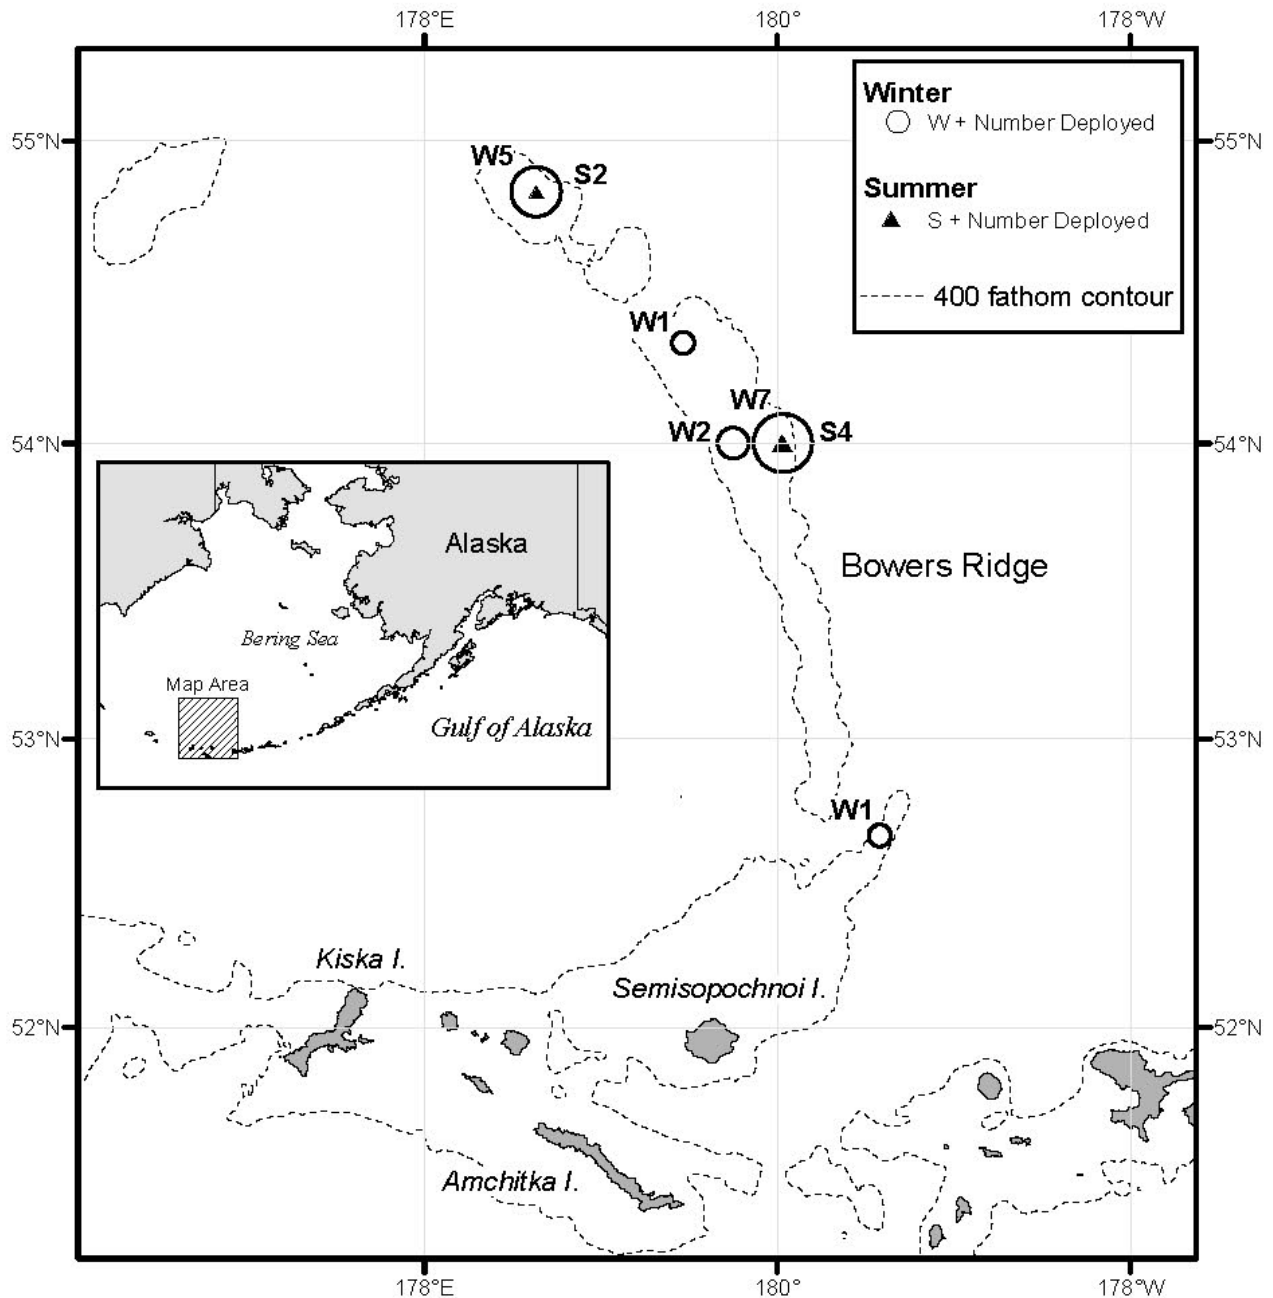 178°E 180° 178°W
Winter
W + Number Deployed
55°N 55°N
W5
S2
Summer
S + Number Deployed
400 fathom contour
W1
W7
W2 S4
54°N 54°N
Alaska
Bowers Ridge
Bering Sea
Map Area
Gulf of Alaska
53°N 53°N
W1
Kiska I.
Semisopochnoi I.
52°N 52°N
Amchitka I.
178°E 180° 178°W